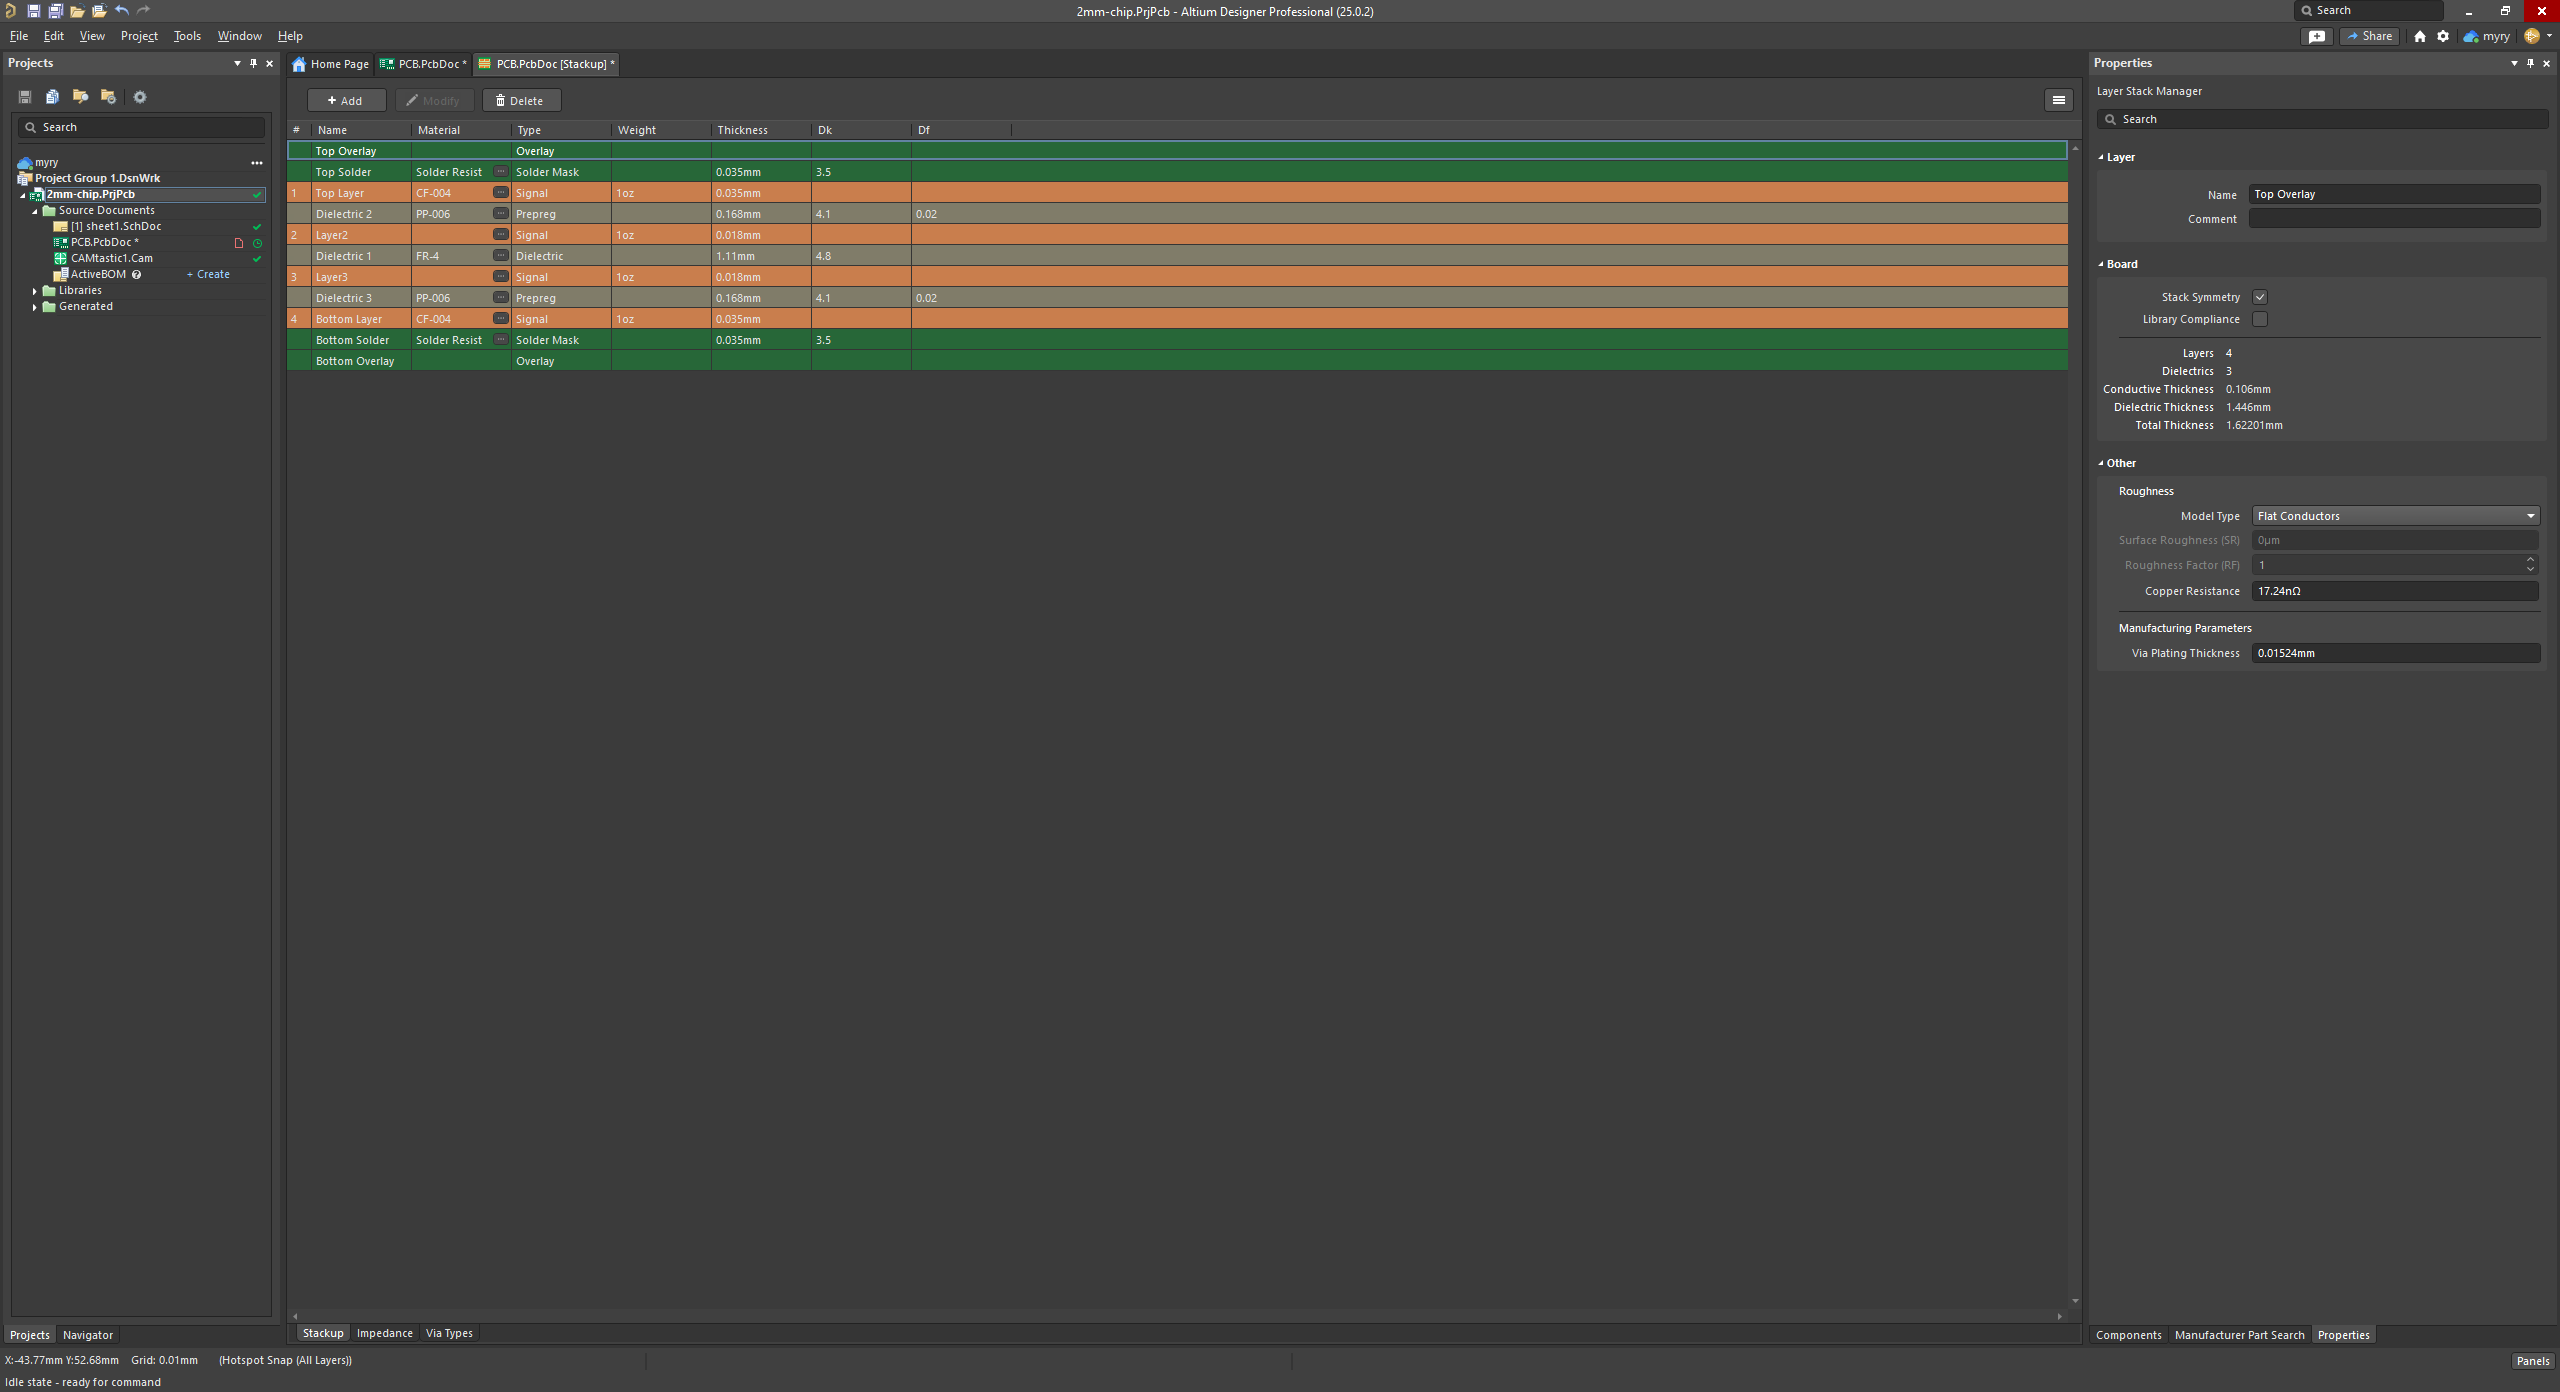 2mm-chip.PrjPcb - Altium Designer Professional (25.0.2)
Search
File Edit View Project Tools Window Help
Share
myry
Projects
Search
myry
Project Group 1.DsnWrk
2mm-chip.PrjPcb
Source Documents
[1] sheet1.SchDoc
PCB.PcbDoc *
CAMtastic1.Cam
ActiveBOM + Create
Libraries
Generated
Projects Navigator
Home Page PCB.PcbDoc * PCB.PcbDoc [Stackup] *
+ Add Modify Delete
# Name Material Type Weight Thickness Dk Df
Top Overlay Overlay
Top Solder Solder Resist Solder Mask 0.035mm 3.5
1 Top Layer CF-004 Signal 1oz 0.035mm
Dielectric 2 PP-006 Prepreg 0.168mm 4.1 0.02
2 Layer2 Signal 1oz 0.018mm
Dielectric 1 FR-4 Dielectric 1.11mm 4.8
3 Layer3 Signal 1oz 0.018mm
Dielectric 3 PP-006 Prepreg 0.168mm 4.1 0.02
4 Bottom Layer CF-004 Signal 1oz 0.035mm
Bottom Solder Solder Resist Solder Mask 0.035mm 3.5
Bottom Overlay Overlay
Stackup Impedance Via Types
Properties
Layer Stack Manager
Search
Layer
Name Top Overlay
Comment
Board
Stack Symmetry
Library Compliance
Layers 4
Dielectrics 3
Conductive Thickness 0.106mm
Dielectric Thickness 1.446mm
Total Thickness 1.62201mm
Other
Roughness
Model Type Flat Conductors
Surface Roughness (SR) 0µm
Roughness Factor (RF) 1
Copper Resistance 17.24nΩ
Manufacturing Parameters
Via Plating Thickness 0.01524mm
Components Manufacturer Part Search Properties
X:-43.77mm Y:52.68mm Grid: 0.01mm (Hotspot Snap (All Layers))
Panels
Idle state - ready for command